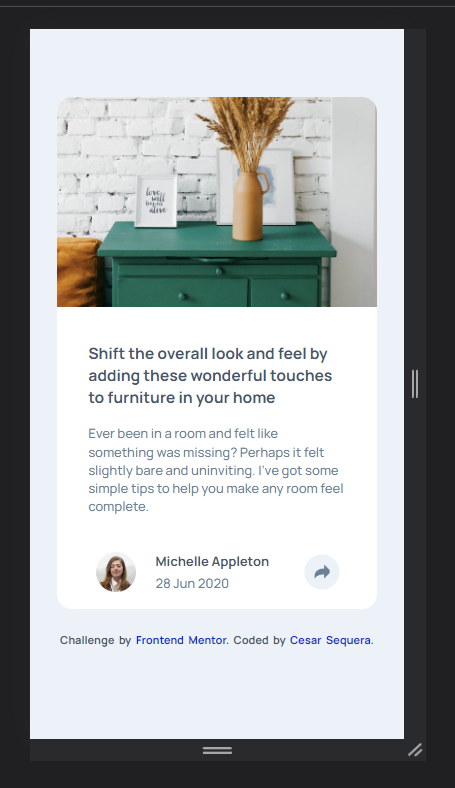 love
will
keep us
alive
Shift the overall look and feel by
adding these wonderful touches
to furniture in your home
Ever been in a room and felt like
something was missing? Perhaps it felt
slightly bare and uninviting. I've got some
simple tips to help you make any room feel
complete.
Michelle Appleton
28 Jun 2020
Challenge by Frontend Mentor. Coded by Cesar Sequera.